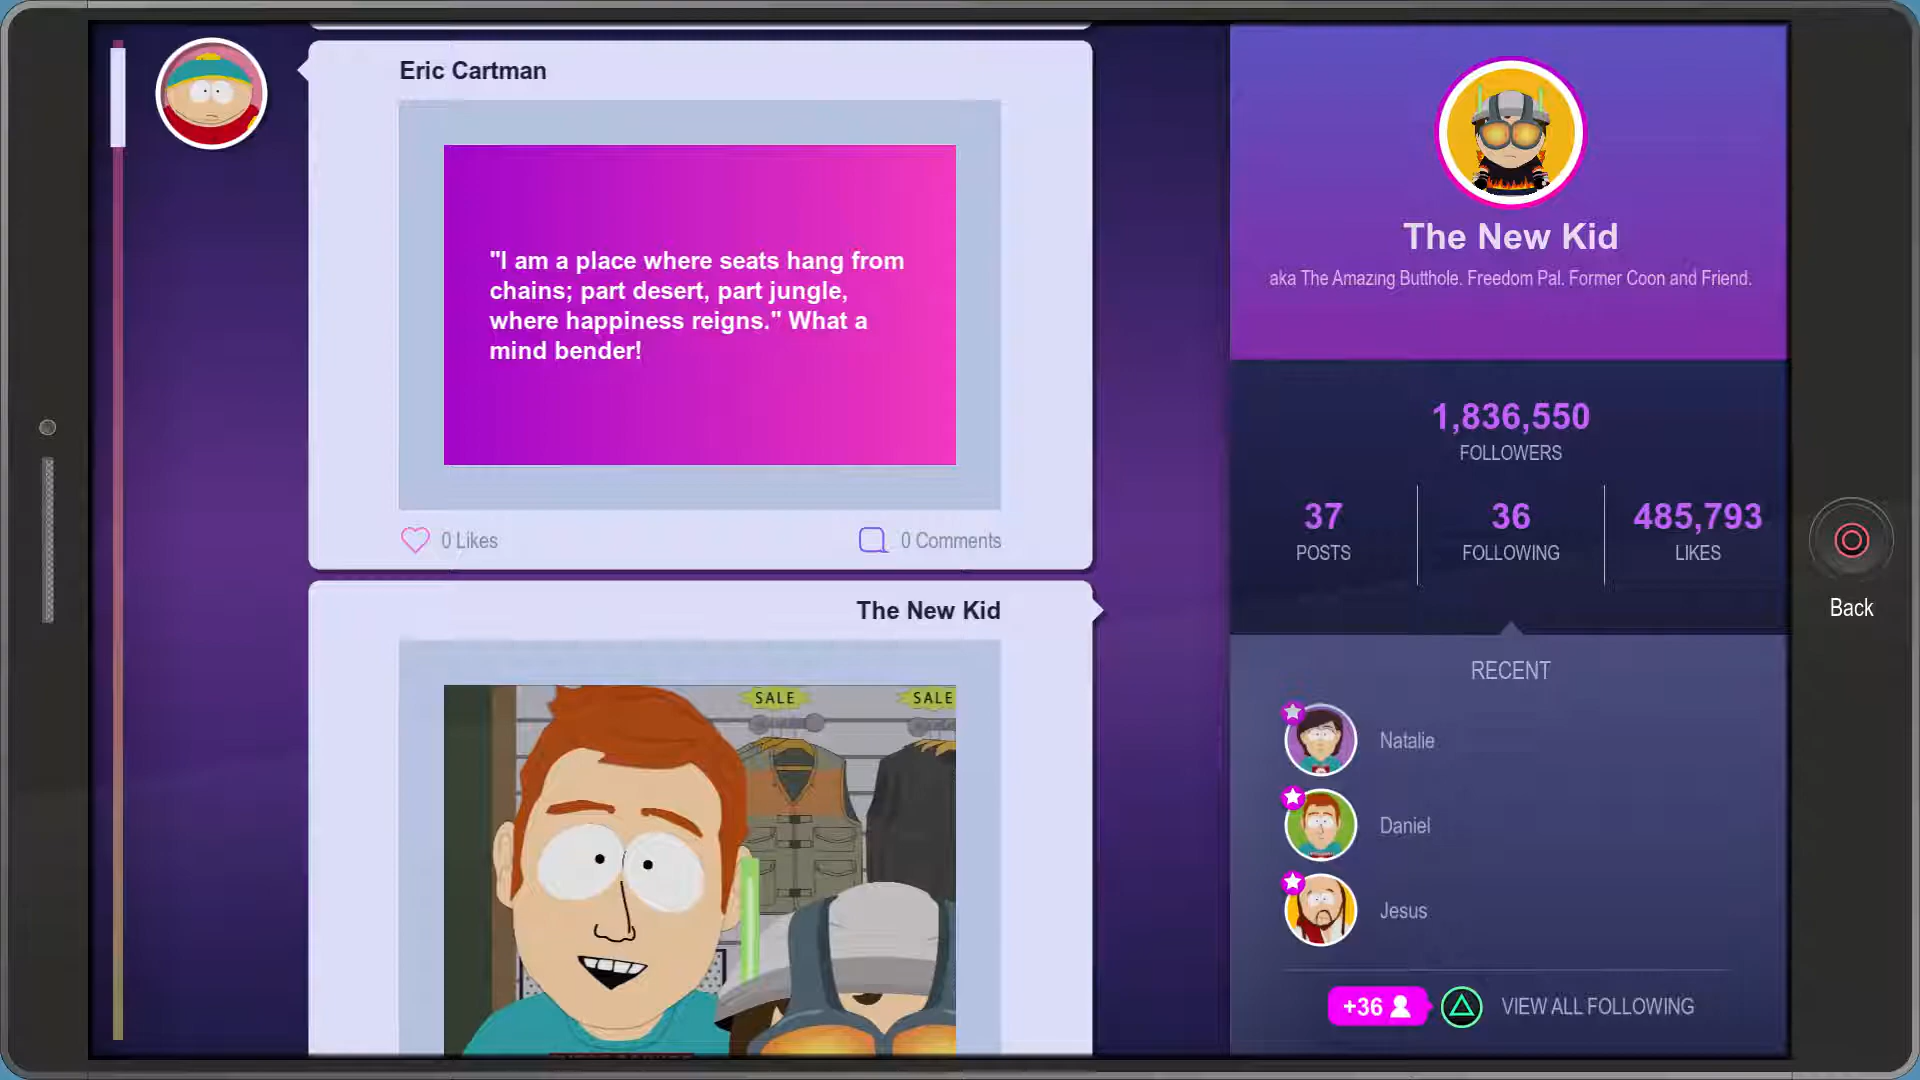 Eric Cartman
"I am a place where seats hang from
chains; part desert, part jungle,
where happiness reigns." What a
mind bender!
0 Likes
0 Comments
The New Kid
SALE
SALE
The New Kid
aka The Amazing Butthole. Freedom Pal. Former Coon and Friend.
1,836,550
FOLLOWERS
37
POSTS
36
FOLLOWING
485,793
LIKES
RECENT
Natalie
Daniel
Jesus
+36
VIEW ALL FOLLOWING
Back